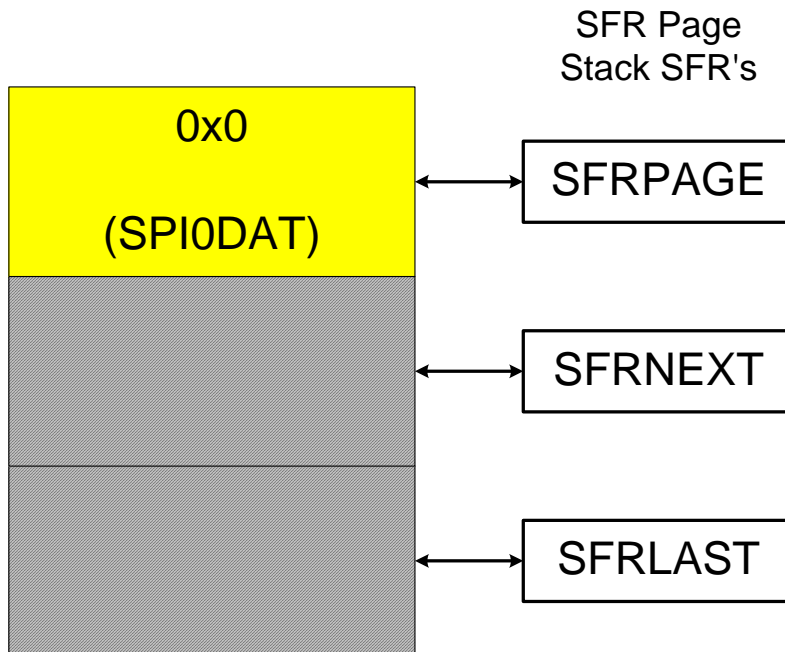 SFR Page
Stack SFR's
0x0
(SPI0DAT)
SFRPAGE
SFRNEXT
SFRLAST